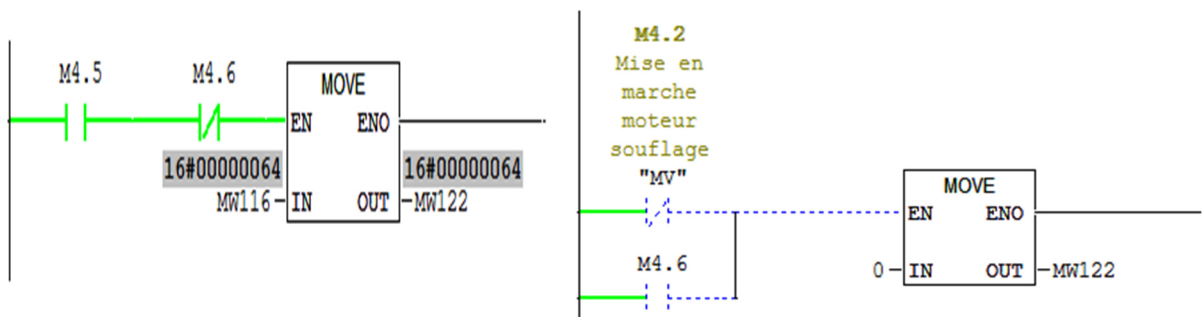 M4.5 M4.6
MOVE
EN ENO
16#00000064 16#00000064
MW116 IN OUT MW122
M4.2
Mise en
marche
moteur
souflage
"MV"
MOVE
EN ENO
M4.6
0 IN OUT MW122